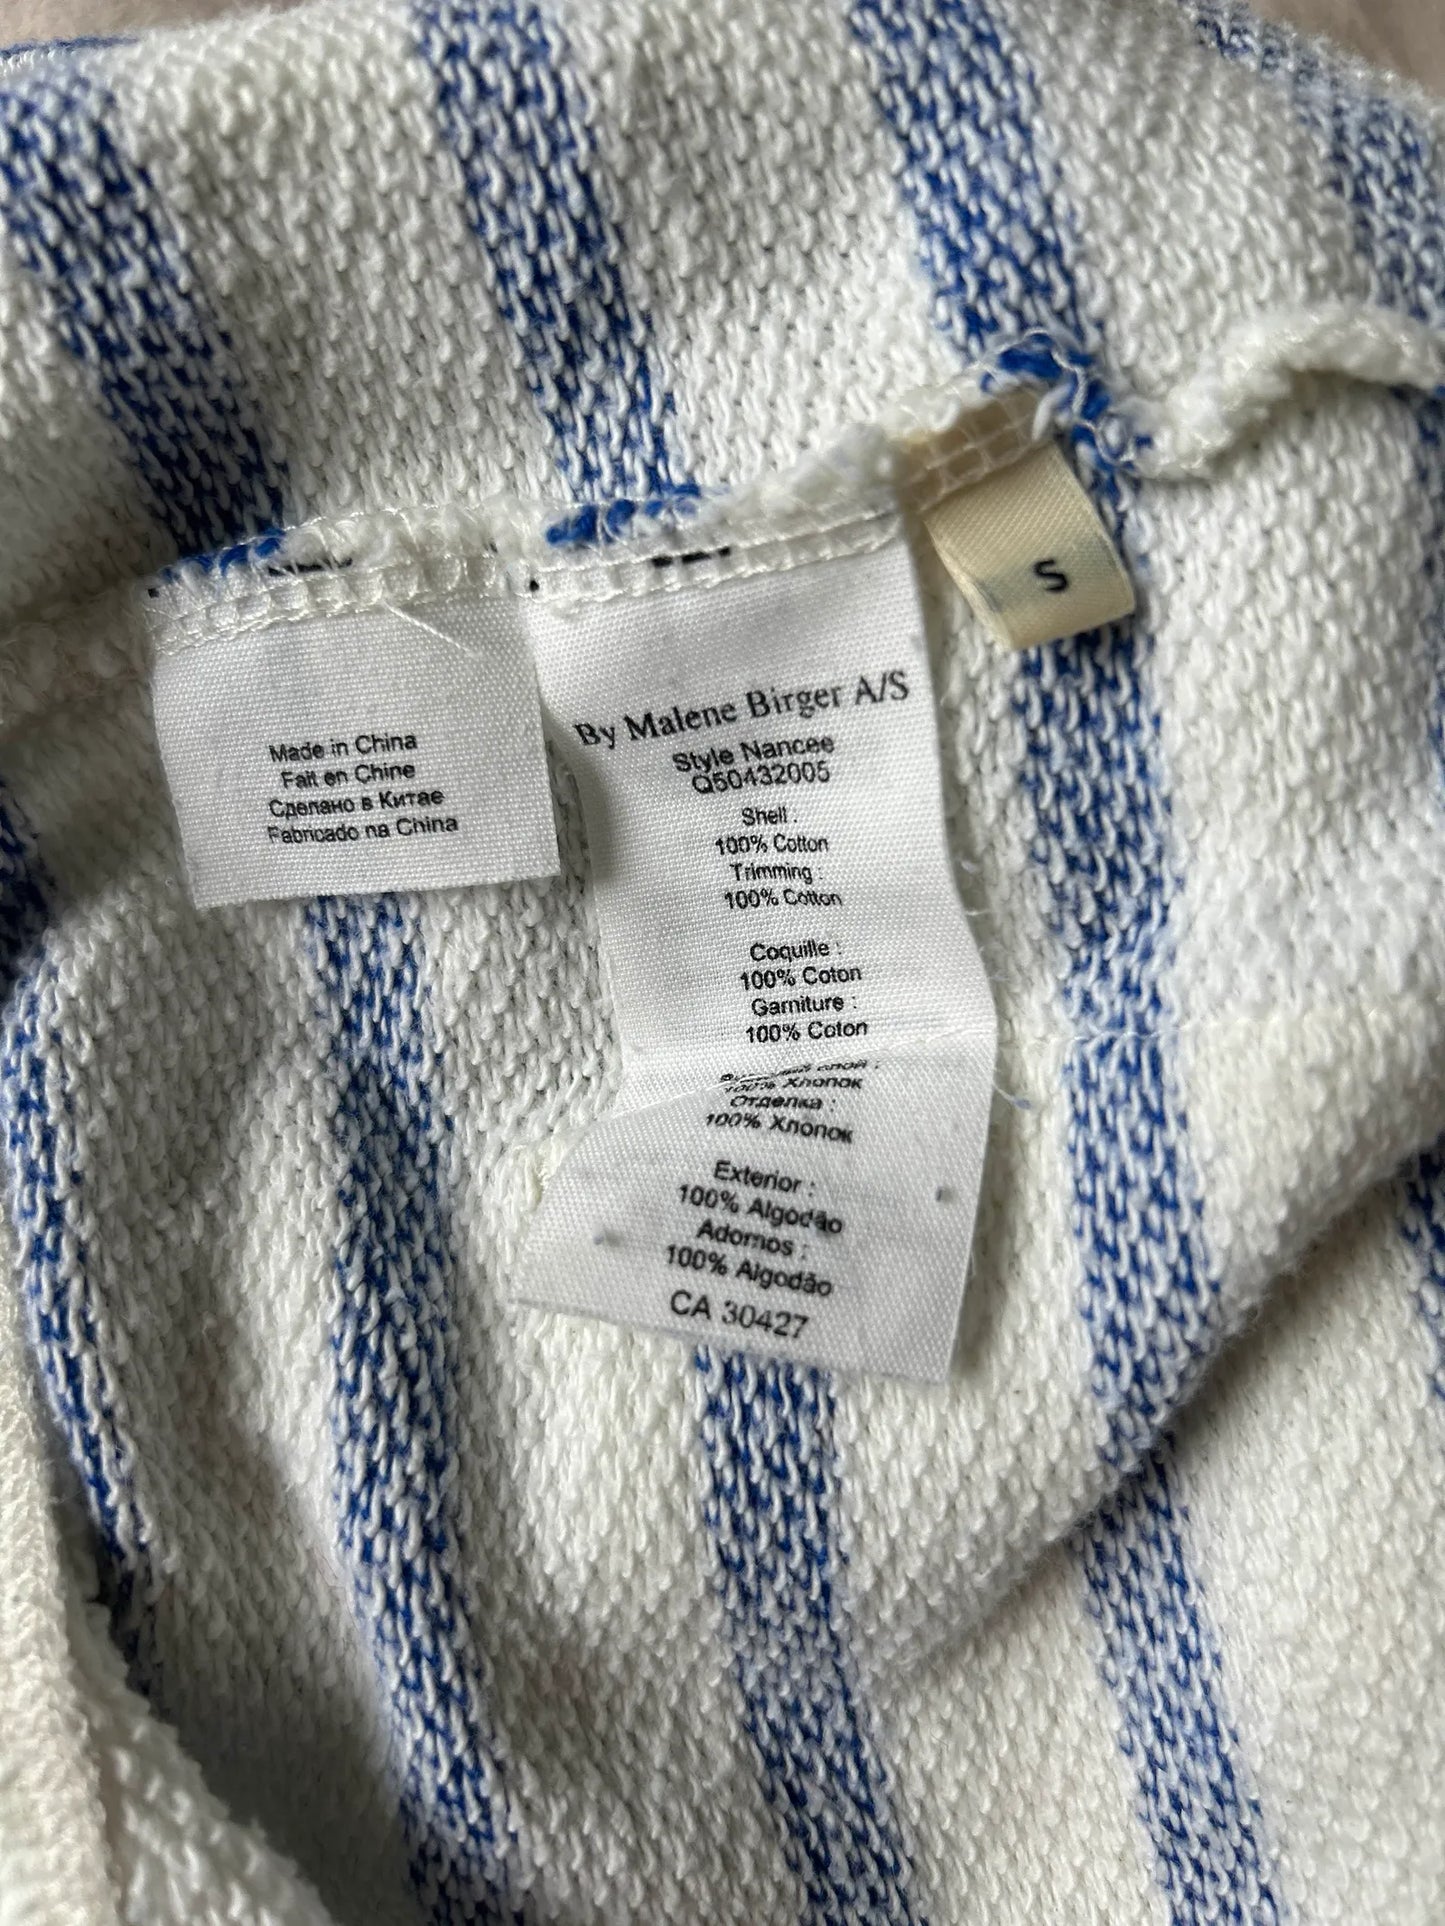 S
Made in China
Fait en Chine
Сделано в Китае
Fabricado na China
By Malene Birger A/S
Style Nancee
Q50432005
Shell :
100% Cotton
Trimming :
100% Cotton
Coquille :
100% Coton
Garniture :
100% Coton
слой :
100% Хлопок
Отделка :
100% Хлопок
Exterior :
100% Algodão
Adornos :
100% Algodão
CA 30427